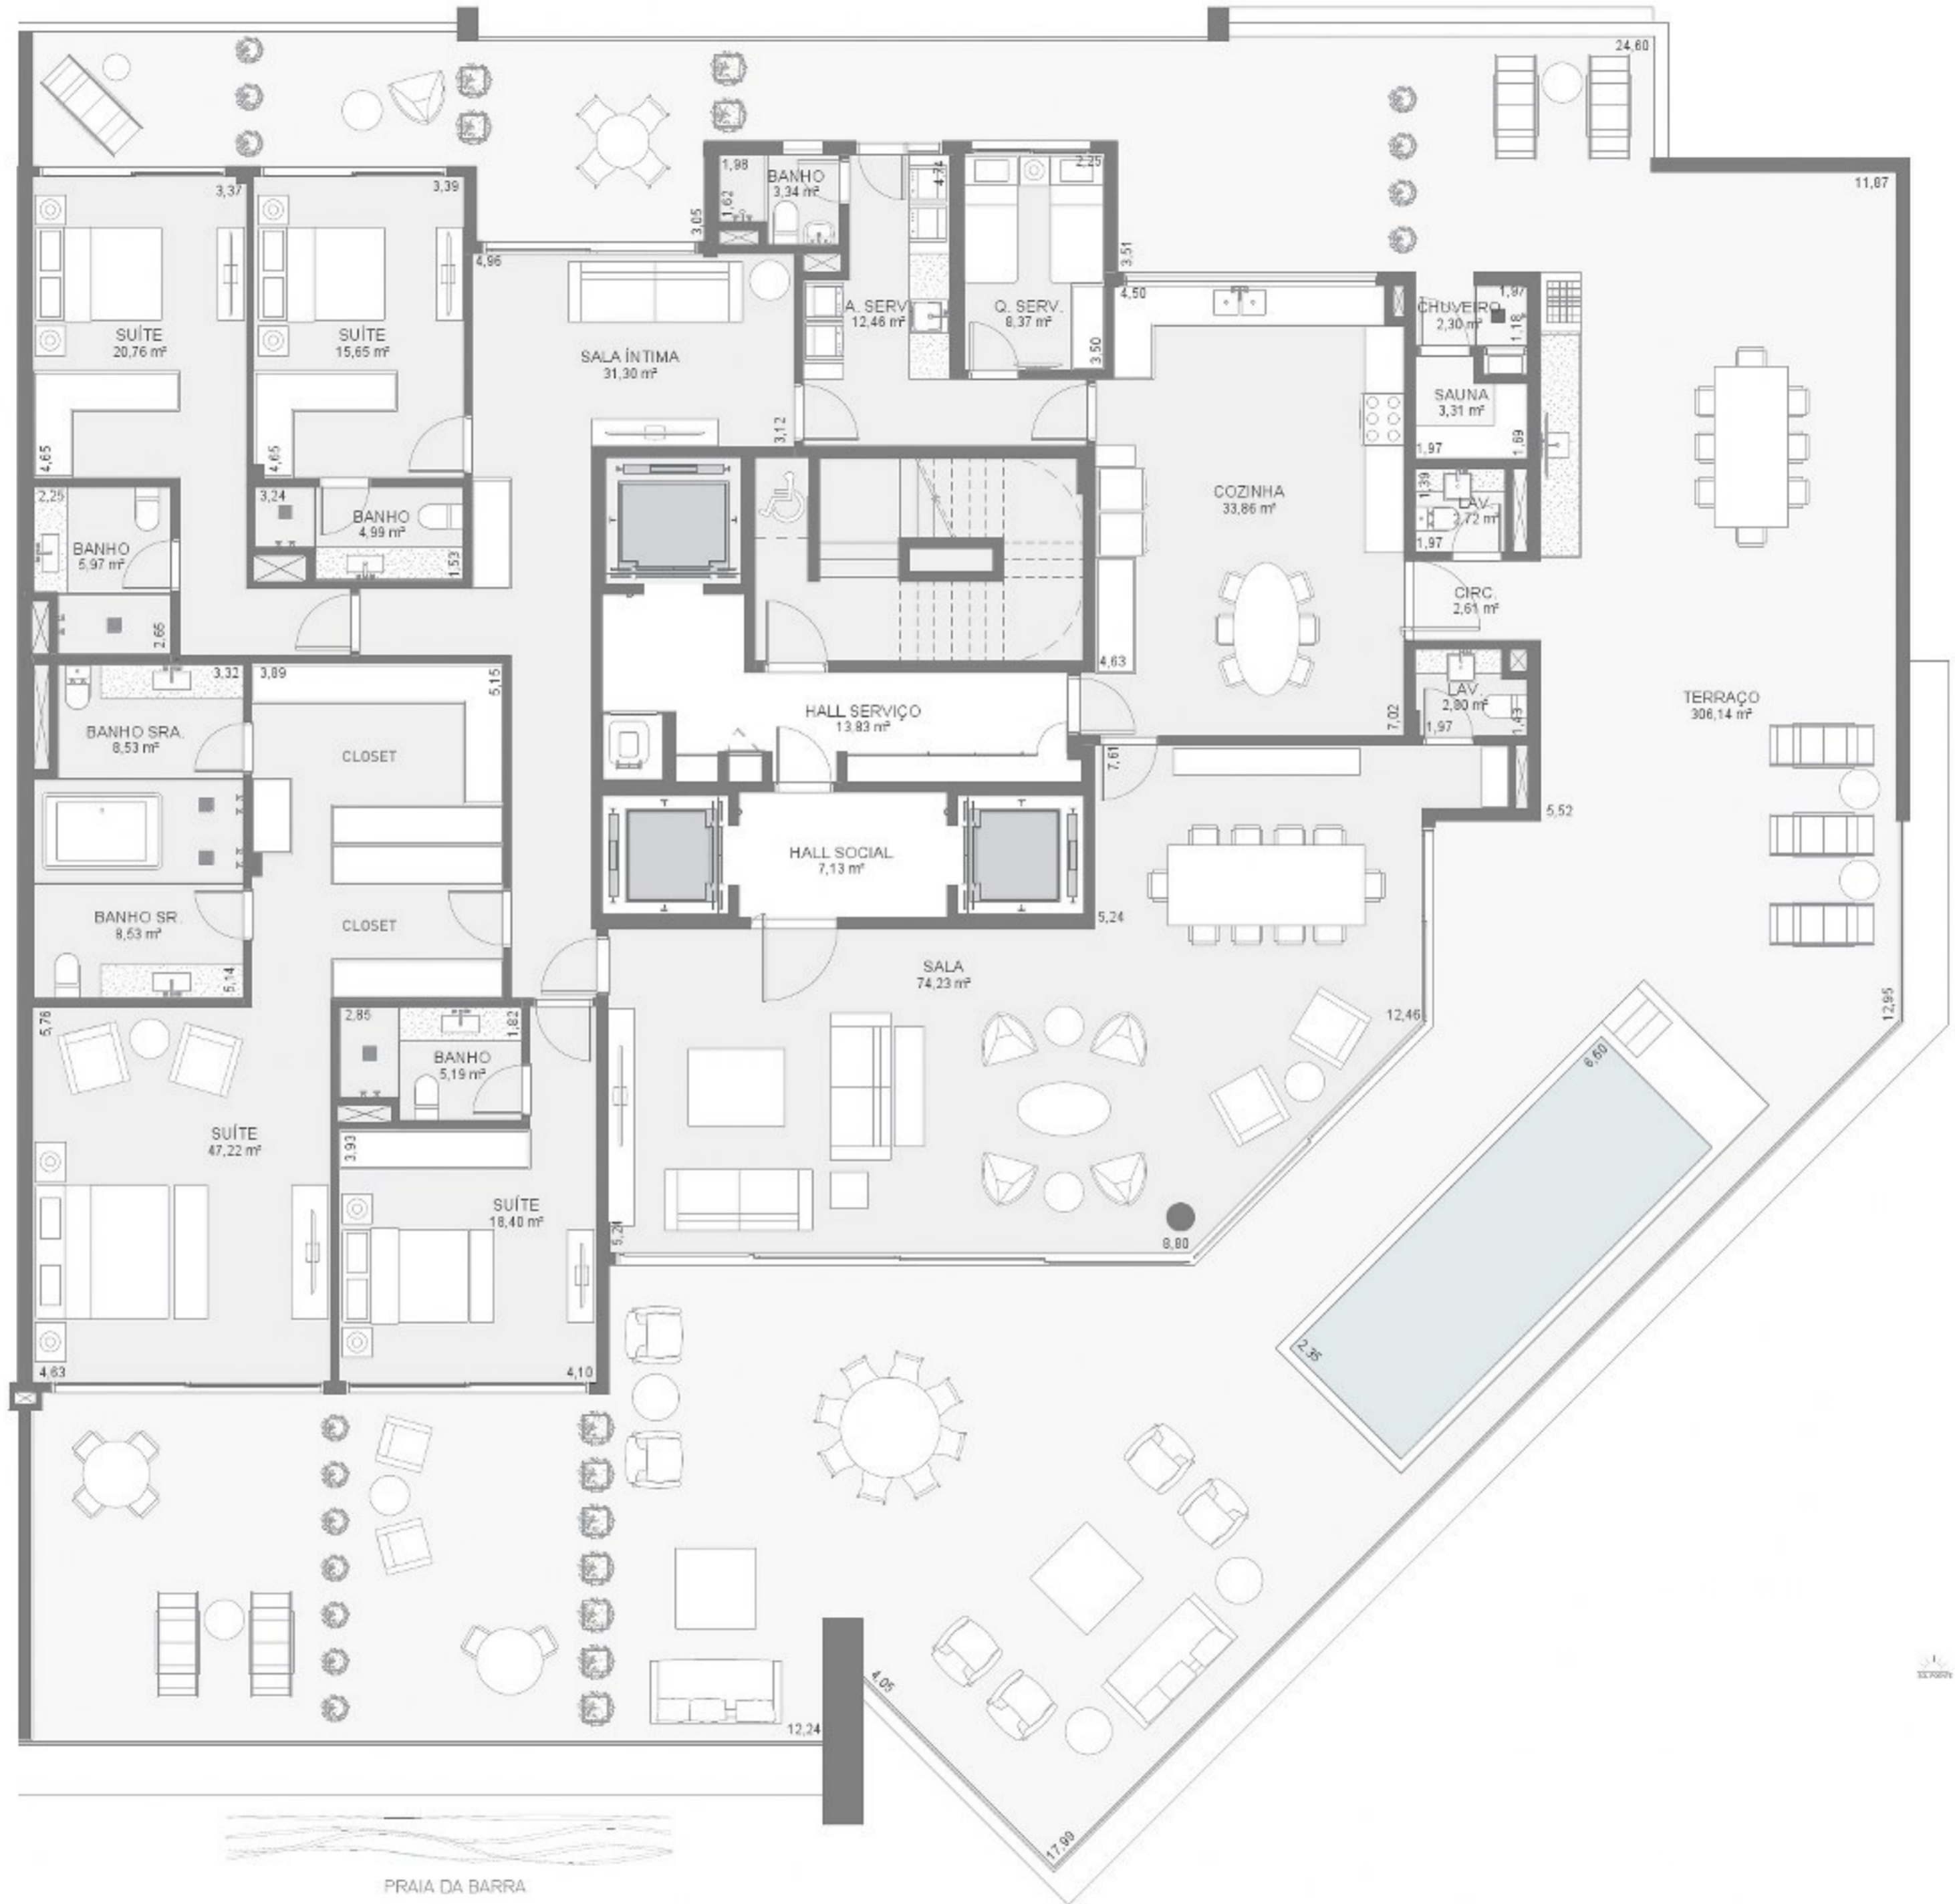 24,60
11,87
3,37
3,39
1,98
BANHO
3,34 m²
1,62
3,05
4,74
2,25
3,51
4,96
4,50
SUÍTE
20,76 m²
SUÍTE
15,65 m²
SALA ÍNTIMA
31,30 m²
A. SERV.
12,46 m²
Q. SERV.
8,37 m²
3,50
CHUVEIRO
2,30 m²
1,97
1,18
SAUNA
3,31 m²
1,97
1,69
4,65
4,65
3,12
2,25
BANHO
5,97 m²
2,65
3,24
BANHO
4,99 m²
1,53
COZINHA
33,86 m²
1,39
LAV.
2,72 m²
1,97
CIRC.
2,61 m²
4,63
7,02
LAV.
2,80 m²
1,97
1,43
TERRAÇO
306,14 m²
3,32
3,89
5,15
BANHO SRA.
8,53 m²
CLOSET
HALL SERVIÇO
13,83 m²
7,61
5,52
HALL SOCIAL
7,13 m²
BANHO SR.
8,53 m²
CLOSET
5,14
5,24
SALA
74,23 m²
12,46
12,95
5,76
2,85
1,82
BANHO
5,19 m²
6,60
SUÍTE
47,22 m²
3,93
SUÍTE
18,40 m²
5,24
8,80
2,35
4,63
4,10
4,05
12,24
17,99
PRAIA DA BARRA